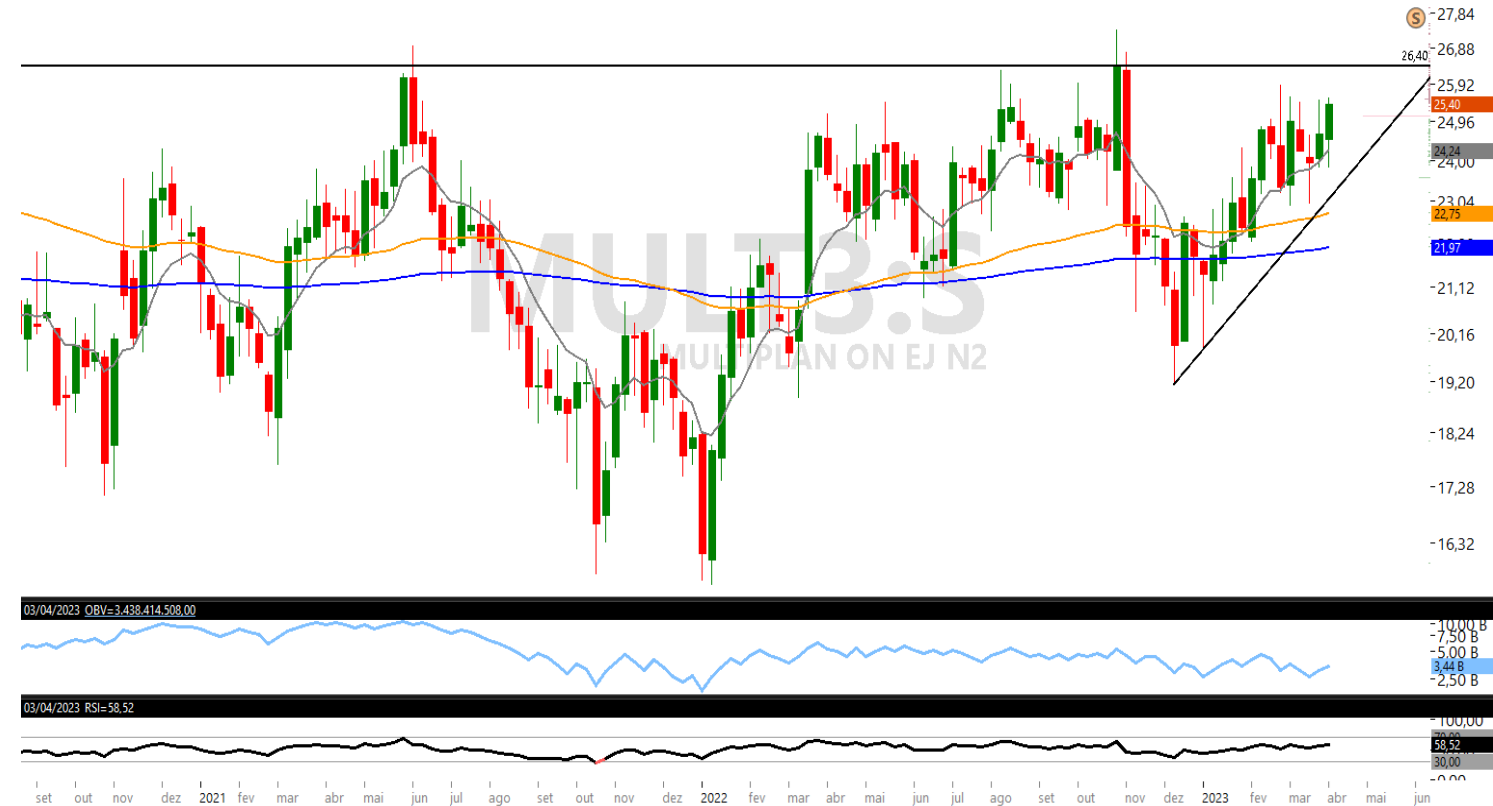 S
27,84
26,88
26,40
25,92
25,40
24,96
24,24
24,00
23,04
22,75
21,97
21,12
20,16
19,20
18,24
17,28
16,32
MULT3:S
MULTIPLAN ON EJ N2
03/04/2023 OBV=3.438.414.508,00
10,00 B
7,50 B
5,00 B
3,44 B
2,50 B
03/04/2023 RSI=58,52
100,00
58,52
30,00
set out nov dez 2021 fev mar abr mai jun jul ago set out nov dez 2022 fev mar abr mai jun jul ago set out nov dez 2023 fev mar abr mai jun